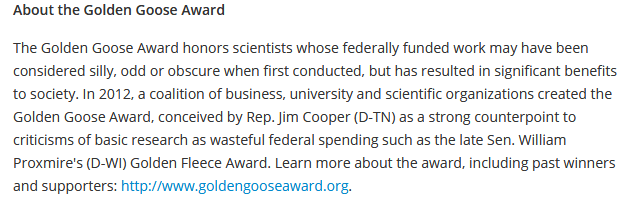 About the Golden Goose Award
The Golden Goose Award honors scientists whose federally funded work may have been
considered silly, odd or obscure when first conducted, but has resulted in significant benefits
to society. In 2012, a coalition of business, university and scientific organizations created the
Golden Goose Award, conceived by Rep. Jim Cooper (D-TN) as a strong counterpoint to
criticisms of basic research as wasteful federal spending such as the late Sen. William
Proxmire's (D-WI) Golden Fleece Award. Learn more about the award, including past winners
and supporters: http://www.goldengooseaward.org.